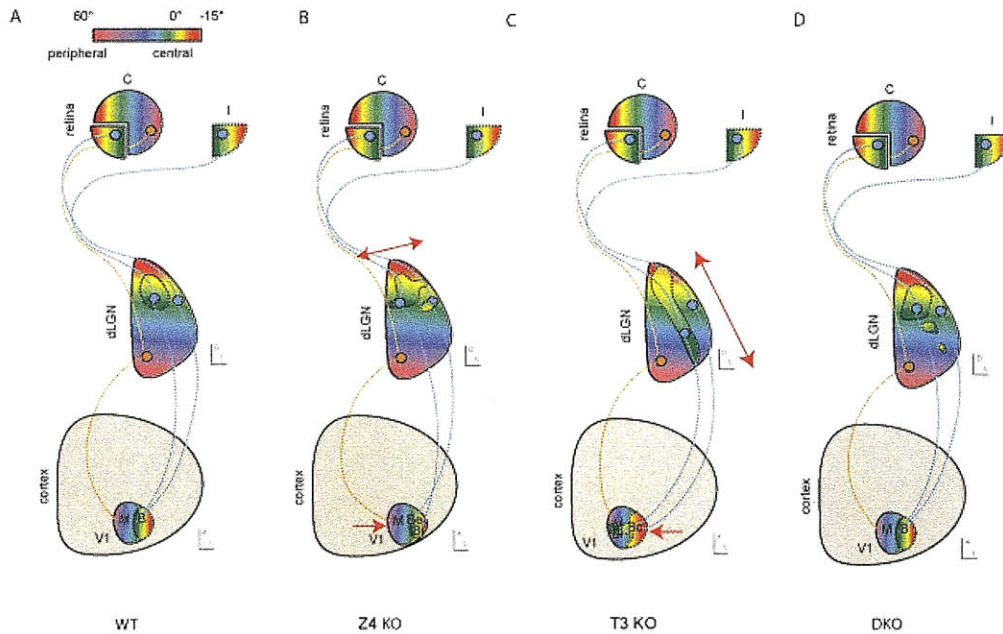 A B C D
60° 0° -15°
peripheral central
C
I
retina
dLGN
cortex
M B
V1
C
I
retina
dLGN
cortex
M
V1
C
I
retina
dLGN
cortex
V1
C
I
retina
dLGN
cortex
M B
V1
WT Z4 KO T3 KO DKO